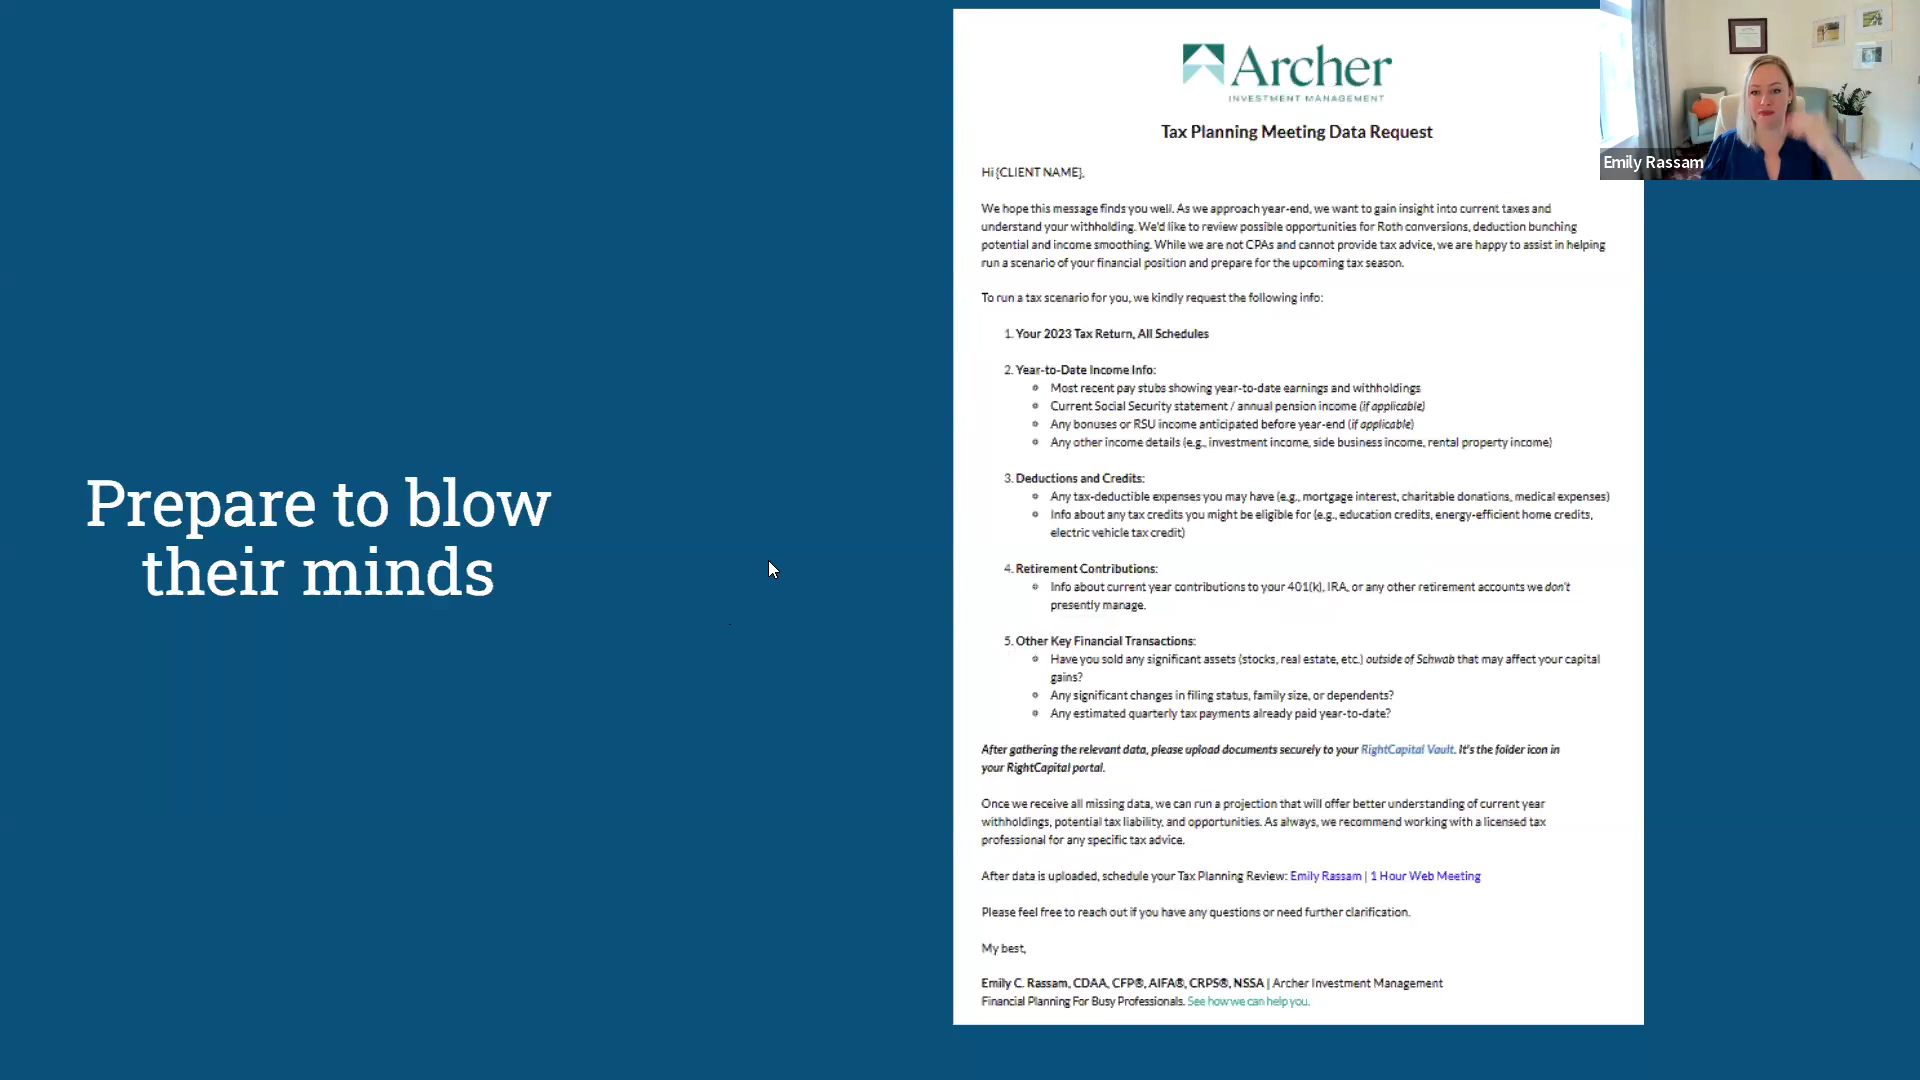 Prepare to blow
their minds
Archer
INVESTMENT MANAGEMENT
Tax Planning Meeting Data Request
Hi {CLIENT NAME},
We hope this message finds you well. As we approach year-end, we want to gain insight into current taxes and
understand your withholding. We'd like to review possible opportunities for Roth conversions, deduction bunching
potential and income smoothing. While we are not CPAs and cannot provide tax advice, we are happy to assist in helping
run a scenario of your financial position and prepare for the upcoming tax season.
To run a tax scenario for you, we kindly request the following info:
1. Your 2023 Tax Return, All Schedules
2. Year-to-Date Income Info:
Most recent pay stubs showing year-to-date earnings and withholdings
Current Social Security statement / annual pension income (if applicable)
Any bonuses or RSU income anticipated before year-end (if applicable)
Any other income details (e.g., investment income, side business income, rental property income)
3. Deductions and Credits:
Any tax-deductible expenses you may have (e.g., mortgage interest, charitable donations, medical expenses)
Info about any tax credits you might be eligible for (e.g., education credits, energy-efficient home credits,
electric vehicle tax credit)
4. Retirement Contributions:
Info about current year contributions to your 401(k), IRA, or any other retirement accounts we don't
presently manage.
5. Other Key Financial Transactions:
Have you sold any significant assets (stocks, real estate, etc.) outside of Schwab that may affect your capital
gains?
Any significant changes in filing status, family size, or dependents?
Any estimated quarterly tax payments already paid year-to-date?
After gathering the relevant data, please upload documents securely to your RightCapital Vault. It's the folder icon in
your RightCapital portal.
Once we receive all missing data, we can run a projection that will offer better understanding of current year
withholdings, potential tax liability, and opportunities. As always, we recommend working with a licensed tax
professional for any specific tax advice.
After data is uploaded, schedule your Tax Planning Review: Emily Rassam | 1 Hour Web Meeting
Please feel free to reach out if you have any questions or need further clarification.
My best,
Emily C. Rassam, CDAA, CFP®, AIFA®, CRPS®, NSSA | Archer Investment Management
Financial Planning For Busy Professionals. See how we can help you.
Emily Rassam